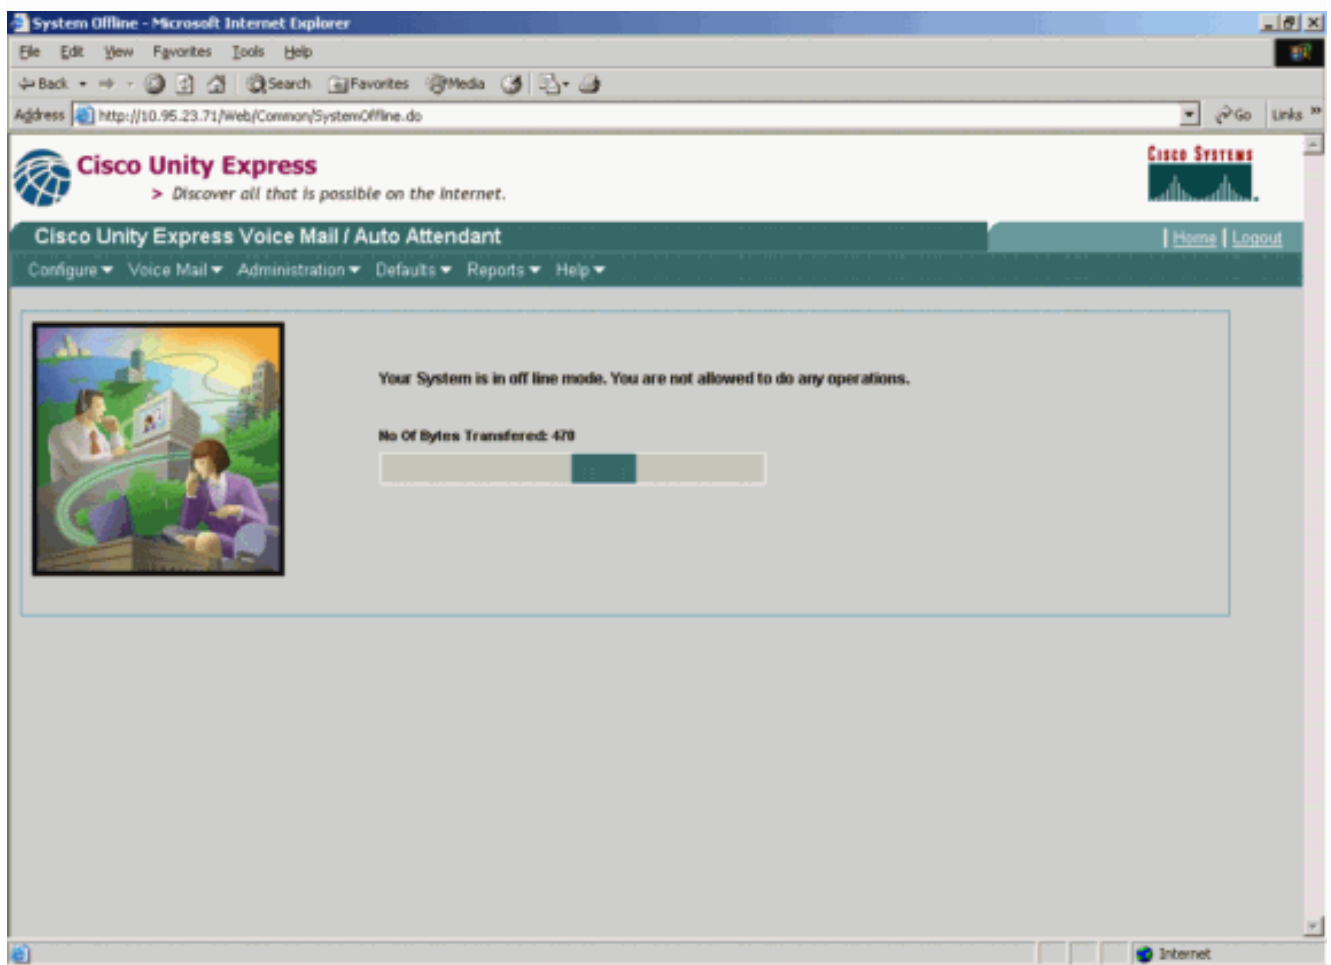 System Offline - Microsoft Internet Explorer
File Edit View Favorites Tools Help
Back Search Favorites Media
Address http://10.95.23.71/Web/Common/SystemOffline.do Go Links »
Cisco Unity Express
> Discover all that is possible on the Internet.
CISCO SYSTEMS
Cisco Unity Express Voice Mail / Auto Attendant
| Home | Logout
Configure Voice Mail Administration Defaults Reports Help
Your System is in off line mode. You are not allowed to do any operations.
No Of Bytes Transfered: 470
Internet